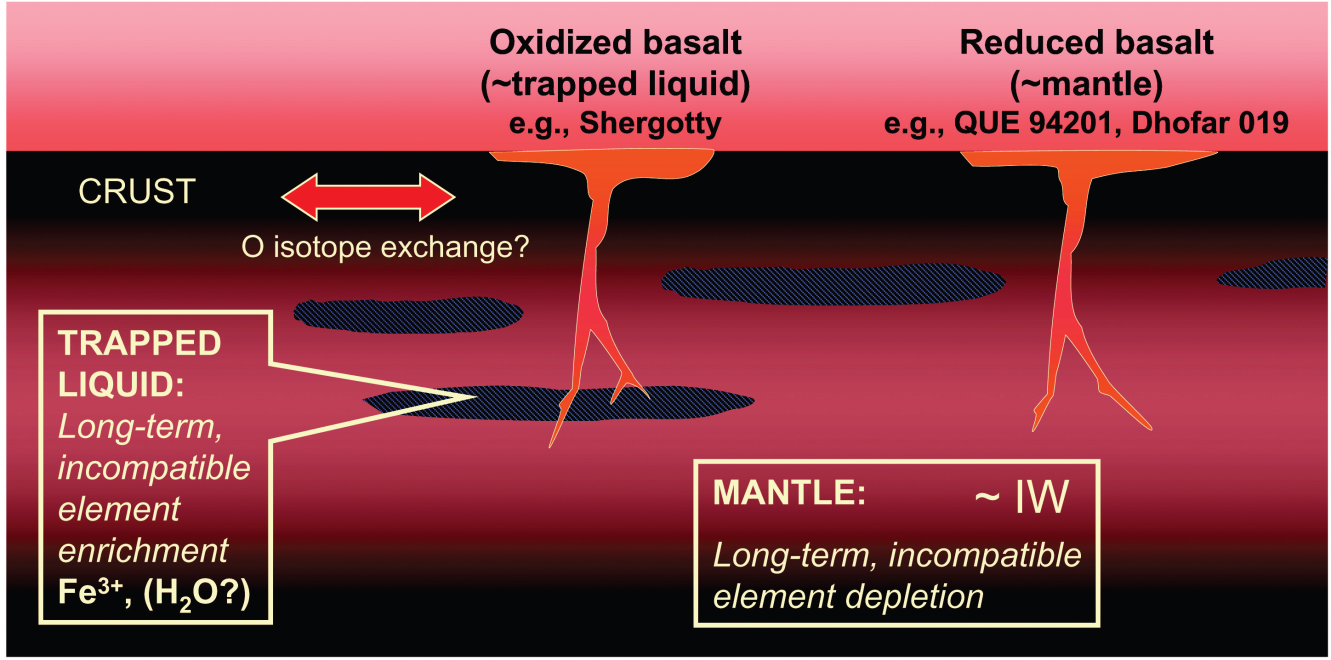 Oxidized basalt
(~trapped liquid)
e.g., Shergotty
Reduced basalt
(~mantle)
e.g., QUE 94201, Dhofar 019
CRUST
O isotope exchange?
TRAPPED
LIQUID:
Long-term,
incompatible
element
enrichment
Fe³⁺, (H₂O?)
MANTLE: ~ IW
Long-term, incompatible
element depletion